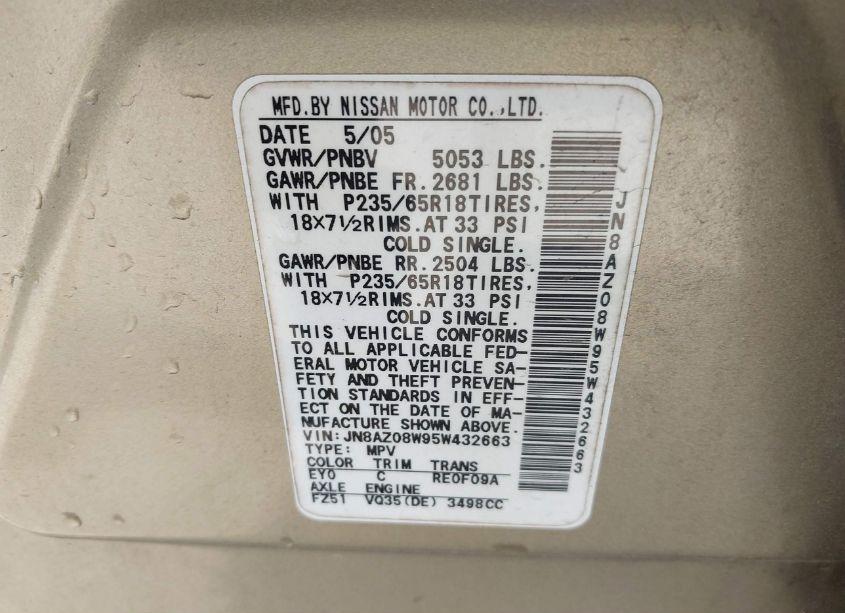 MFD.BY NISSAN MOTOR CO.,LTD.
DATE 5/05
GVWR/PNBV 5053 LBS.
GAWR/PNBE FR.2681 LBS.
WITH P235/65R18TIRES,
18X7½RIMS.AT 33 PSI
COLD SINGLE.
GAWR/PNBE RR.2504 LBS.
WITH P235/65R18TIRES,
18X7½RIMS.AT 33 PSI
COLD SINGLE.
THIS VEHICLE CONFORMS
TO ALL APPLICABLE FED-
ERAL MOTOR VEHICLE SA-
FETY AND THEFT PREVEN-
TION STANDARDS IN EFF-
ECT ON THE DATE OF MA-
NUFACTURE SHOWN ABOVE.
VIN:JN8AZ08W95W432663
TYPE: MPV
COLOR TRIM TRANS
EY0 C RE0F09A
AXLE ENGINE
FZ51 VQ35(DE) 3498CC
JN8AZ08W95W432663